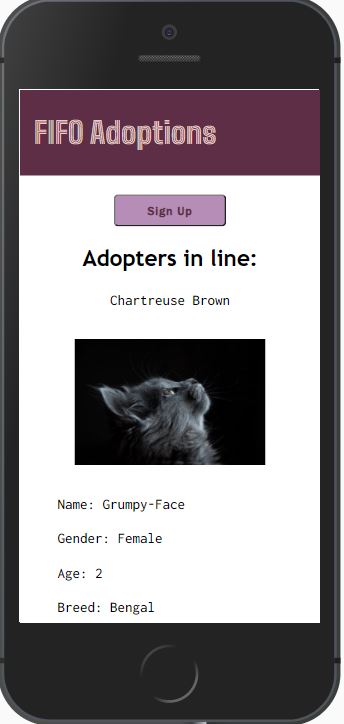 FIFO Adoptions
Sign Up
Adopters in line:
Chartreuse Brown
Name: Grumpy-Face
Gender: Female
Age: 2
Breed: Bengal